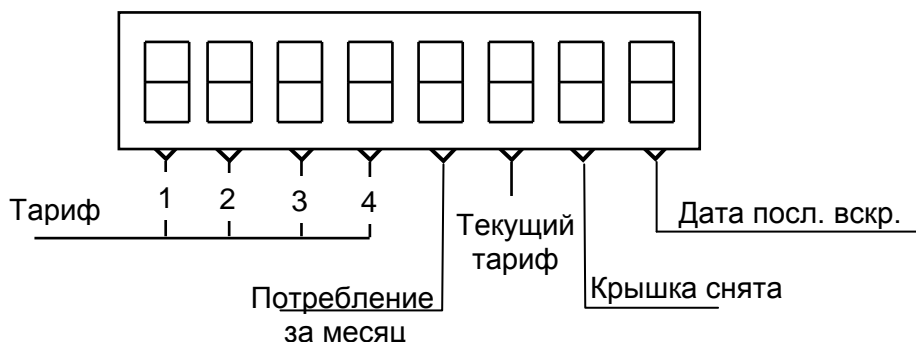 1 2 3 4
Тариф
Текущий
тариф
Дата посл. вскр.
Потребление
за месяц
Крышка снята